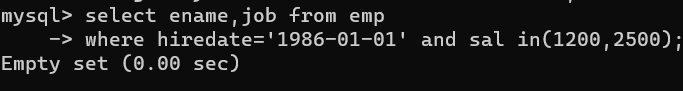 mysql> select ename,job from emp
    -> where hiredate='1986-01-01' and sal in(1200,2500);
Empty set (0.00 sec)